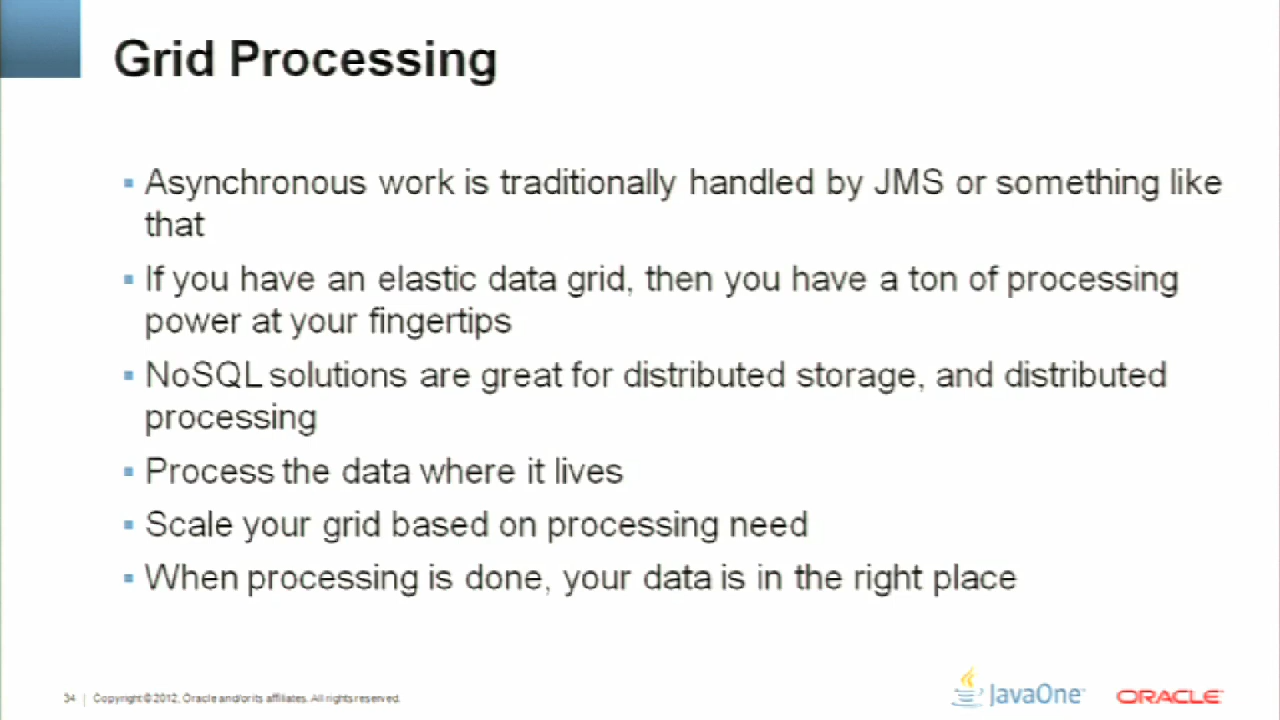 Grid Processing
Asynchronous work is traditionally handled by JMS or something like
that
If you have an elastic data grid, then you have a ton of processing
power at your fingertips
NoSQL solutions are great for distributed storage, and distributed
processing
Process the data where it lives
Scale your grid based on processing need
When processing is done, your data is in the right place
34 | Copyright © 2012, Oracle and/or its affiliates. All rights reserved.
JavaOne ORACLE